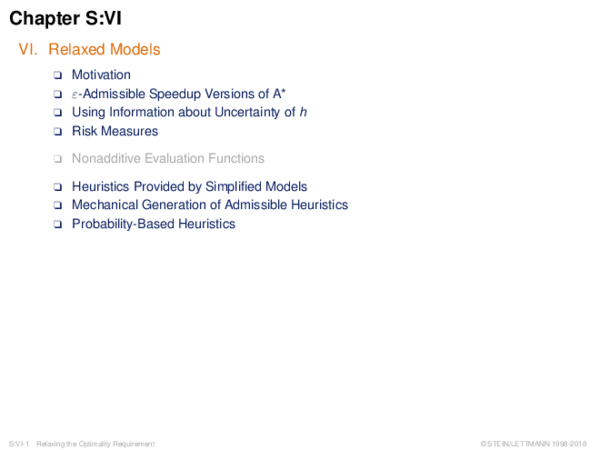 Chapter S:VI
VI. Relaxed Models
❑ Motivation
❑ ε-Admissible Speedup Versions of A*
❑ Using Information about Uncertainty of h
❑ Risk Measures
❑ Nonadditive Evaluation Functions
❑ Heuristics Provided by Simplified Models
❑ Mechanical Generation of Admissible Heuristics
❑ Probability-Based Heuristics
S:VI-1 Relaxing the Optimality Requirement © STEIN/LETTMANN 1998-2018